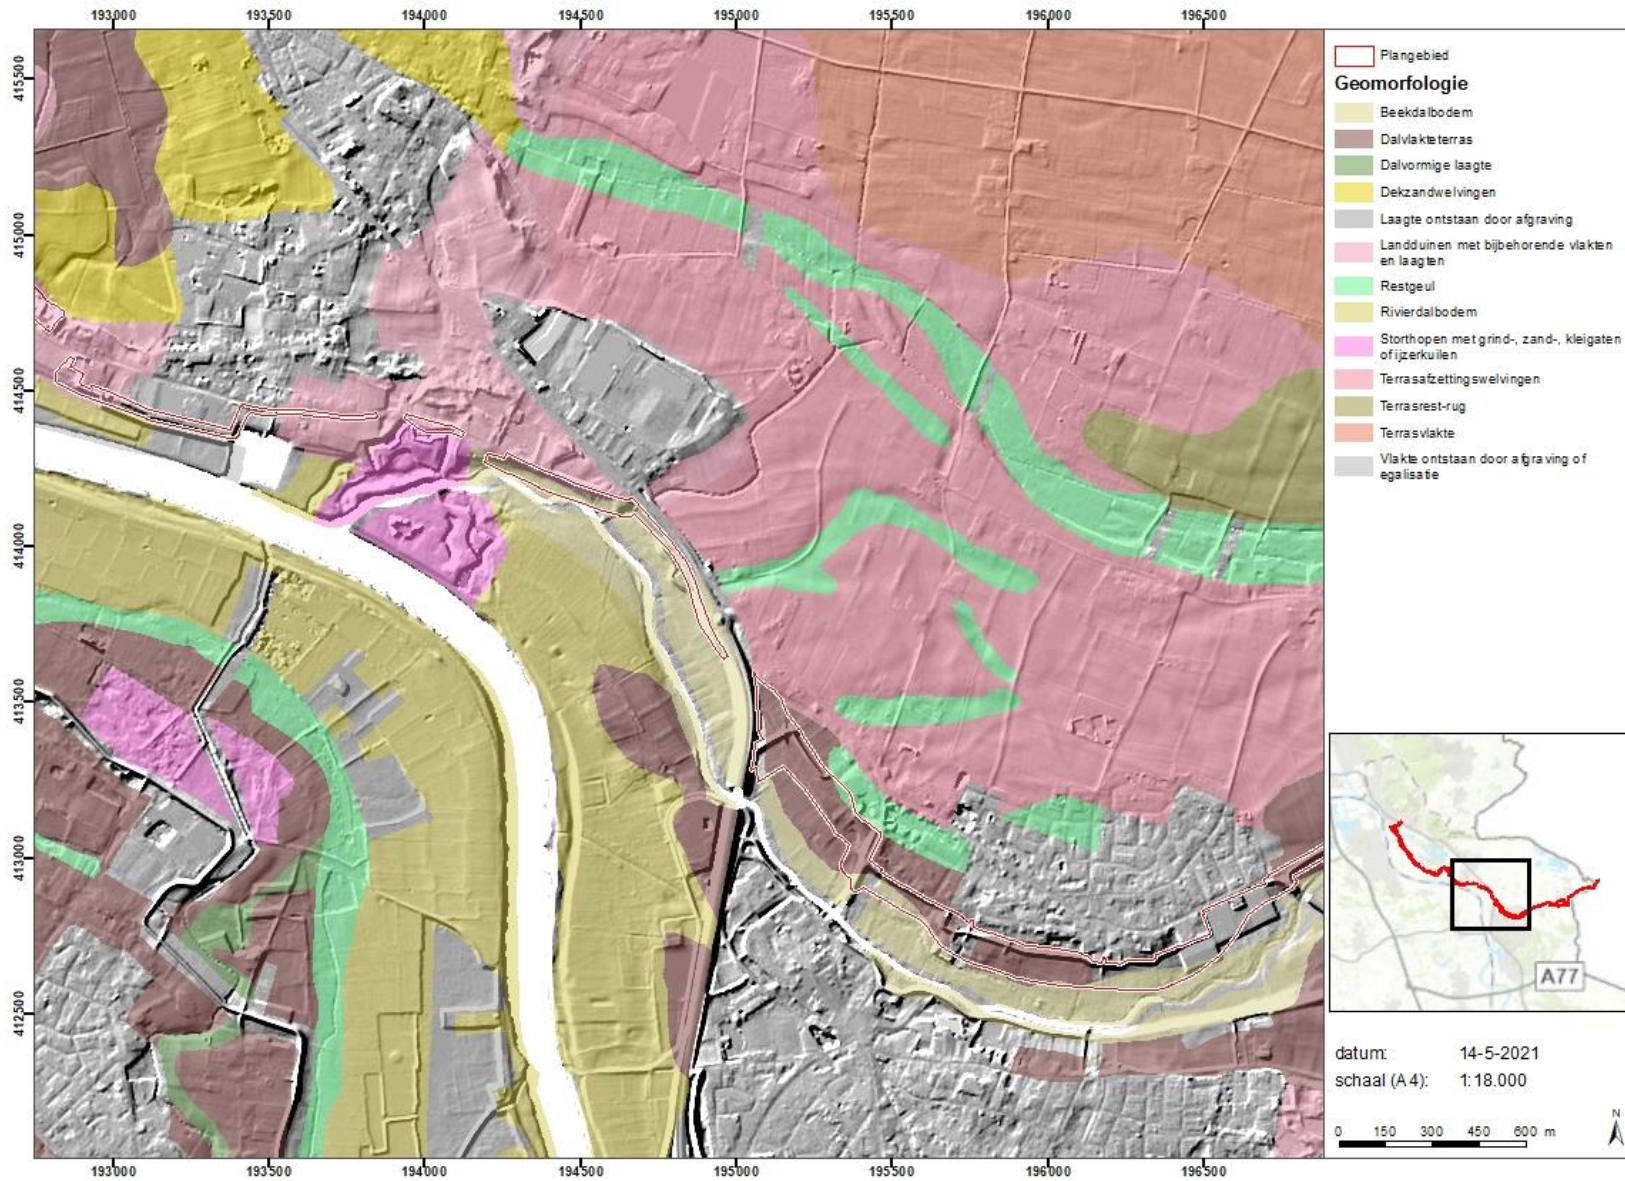 193000 193500 194000 194500 195000 195500 196000 196500
415500
415000
414500
414000
413500
413000
412500
193000 193500 194000 194500 195000 195500 196000 196500
Plangebied
Geomorfologie
Beekdalbodem
Dalvlakteterras
Dalvormige laagte
Dekzandwelvingen
Laagte ontstaan door afgraving
Landduinen met bijbehorende vlakten
en laagten
Restgeul
Rivierdalbodem
Storthopen met grind-, zand-, kleigaten
of ijzerkuilen
Terrasafzettingswelvingen
Terrasrest-rug
Terrasvlakte
Vlakte ontstaan door afgraving of
egalisatie
A77
datum: 14-5-2021
schaal (A4): 1:18.000
N
0 150 300 450 600 m